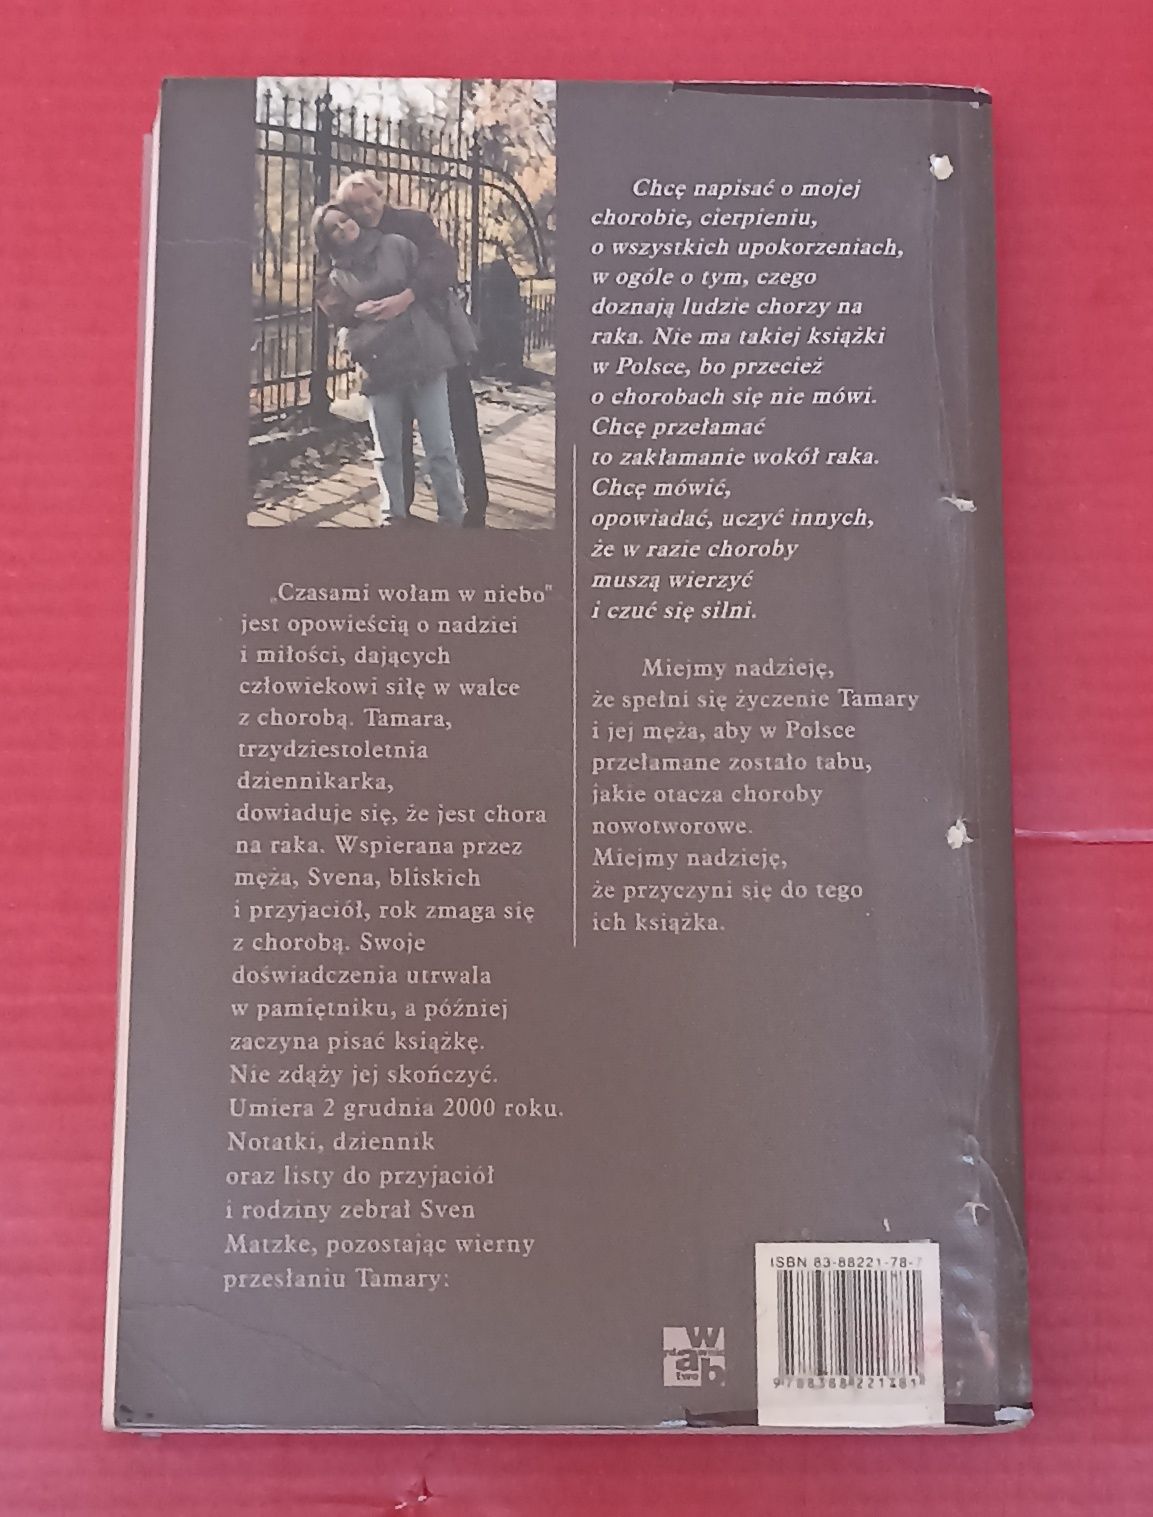 „Czasami wołam w niebo"
jest opowieścią o nadziei
i miłości, dających
człowiekowi siłę w walce
z chorobą. Tamara,
trzydziestoletnia
dziennikarka,
dowiaduje się, że jest chora
na raka. Wspierana przez
męża, Svena, bliskich
i przyjaciół, rok zmaga się
z chorobą. Swoje
doświadczenia utrwala
w pamiętniku, a później
zaczyna pisać książkę.
Nie zdąży jej skończyć.
Umiera 2 grudnia 2000 roku.
Notatki, dziennik
oraz listy do przyjaciół
i rodziny zebrał Sven
Matzke, pozostając wierny
przesłaniu Tamary:
Chcę napisać o mojej
chorobie, cierpieniu,
o wszystkich upokorzeniach,
w ogóle o tym, czego
doznają ludzie chorzy na
raka. Nie ma takiej książki
w Polsce, bo przecież
o chorobach się nie mówi.
Chcę przełamać
to zakłamanie wokół raka.
Chcę mówić,
opowiadać, uczyć innych,
że w razie choroby
muszą wierzyć
i czuć się silni.
Miejmy nadzieję,
że spełni się życzenie Tamary
i jej męża, aby w Polsce
przełamane zostało tabu,
jakie otacza choroby
nowotworowe.
Miejmy nadzieję,
że przyczyni się do tego
ich książka.
w
a
two b
ISBN 83-88221-78-7